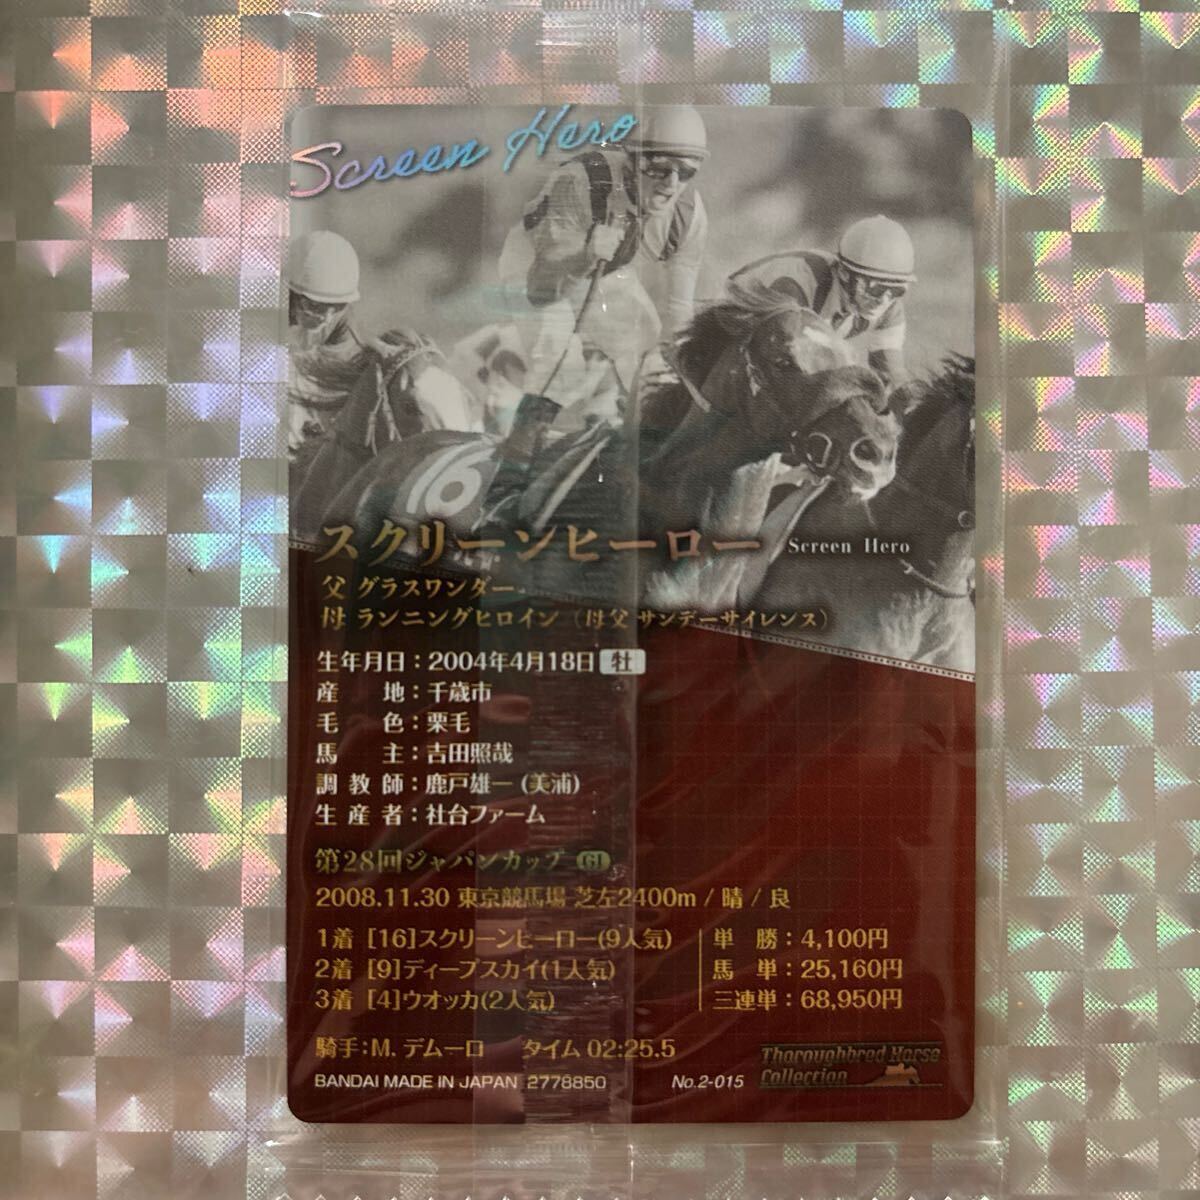 Screen Hero
16
スクリーンヒーロー Screen Hero
父 グラスワンダー
母 ランニングヒロイン (母父 サンデーサイレンス)
生年月日：2004年4月18日 牡
産地：千歳市
毛色：栗毛
馬主：吉田照哉
調教師：鹿戸雄一 (美浦)
生産者：社台ファーム
第28回ジャパンカップ GI
2008.11.30 東京競馬場 芝左2400m / 晴 / 良
1着 [16]スクリーンヒーロー(9人気) 単勝：4,100円
2着 [9]ディープスカイ(1人気) 馬単：25,160円
3着 [4]ウオッカ(2人気) 三連単：68,950円
騎手：M. デムーロ タイム 02:25.5
BANDAI MADE IN JAPAN 2778850 No.2-015
Thoroughbred Horse
Collection